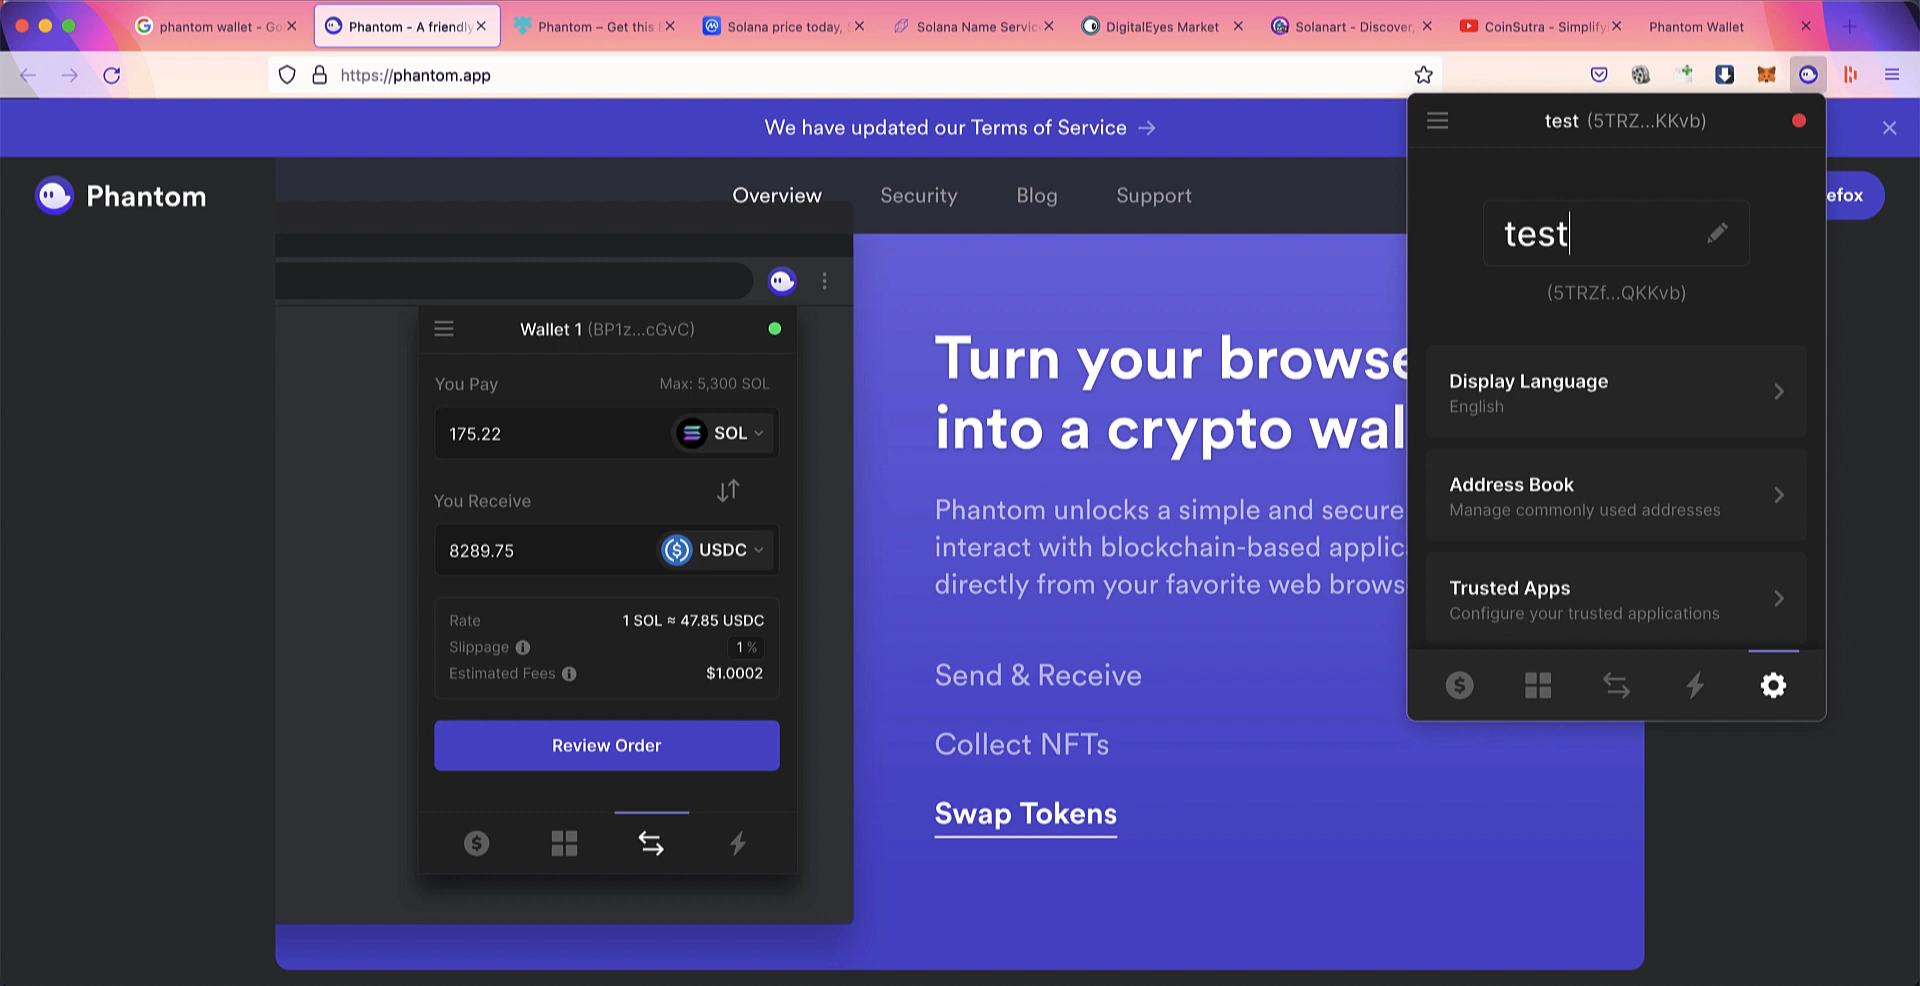 phantom wallet - Go
Phantom - A friendly
Phantom – Get this
Solana price today,
Solana Name Servic
DigitalEyes Market
Solanart - Discover,
CoinSutra - Simplify
Phantom Wallet
https://phantom.app
We have updated our Terms of Service →
Phantom
Overview
Security
Blog
Support
efox
Wallet 1 (BP1z...cGvC)
You Pay
Max: 5,300 SOL
175.22
SOL
You Receive
8289.75
USDC
Rate
1 SOL ≈ 47.85 USDC
Slippage
1 %
Estimated Fees
$1.0002
Review Order
Turn your browse
into a crypto wal
Phantom unlocks a simple and secure
interact with blockchain-based applic
directly from your favorite web brows
Send & Receive
Collect NFTs
Swap Tokens
test (5TRZ...KKvb)
test
(5TRZf...QKKvb)
Display Language
English
Address Book
Manage commonly used addresses
Trusted Apps
Configure your trusted applications